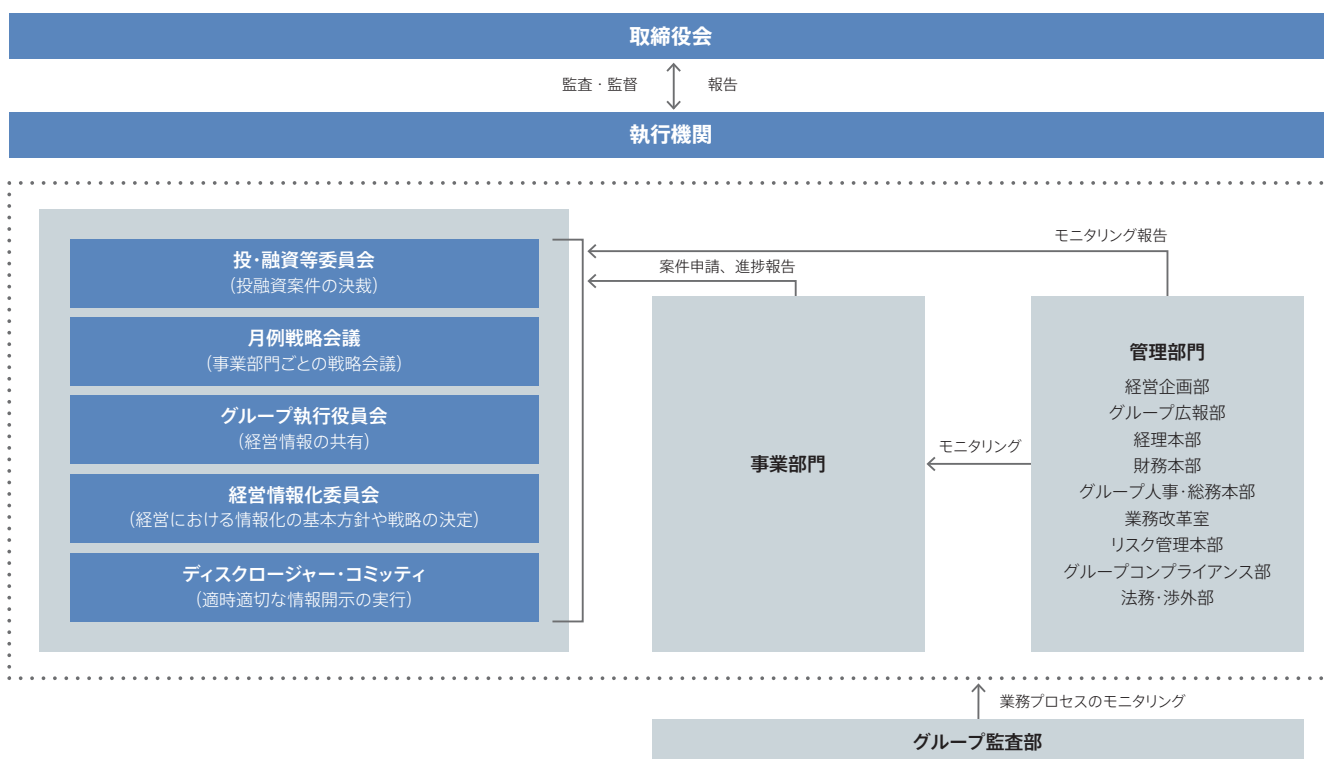 取締役会
監査・監督
報告
執行機関
投・融資等委員会
（投融資案件の決裁）
月例戦略会議
（事業部門ごとの戦略会議）
グループ執行役員会
（経営情報の共有）
経営情報化委員会
（経営における情報化の基本方針や戦略の決定）
ディスクロージャー・コミッティ
（適時適切な情報開示の実行）
モニタリング報告
案件申請、進捗報告
事業部門
モニタリング
管理部門
経営企画部
グループ広報部
経理本部
財務本部
グループ人事・総務本部
業務改革室
リスク管理本部
グループコンプライアンス部
法務・渉外部
業務プロセスのモニタリング
グループ監査部